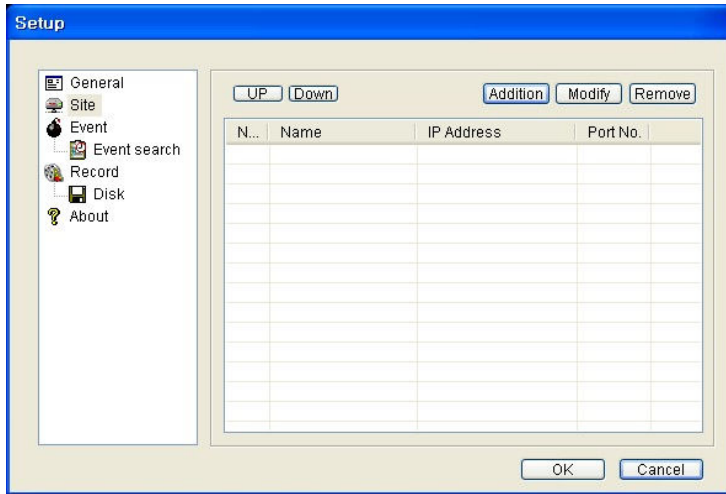 Setup
General
Site
Event
Event search
Record
Disk
About
UP Down Addition Modify Remove
N... Name IP Address Port No.
OK Cancel